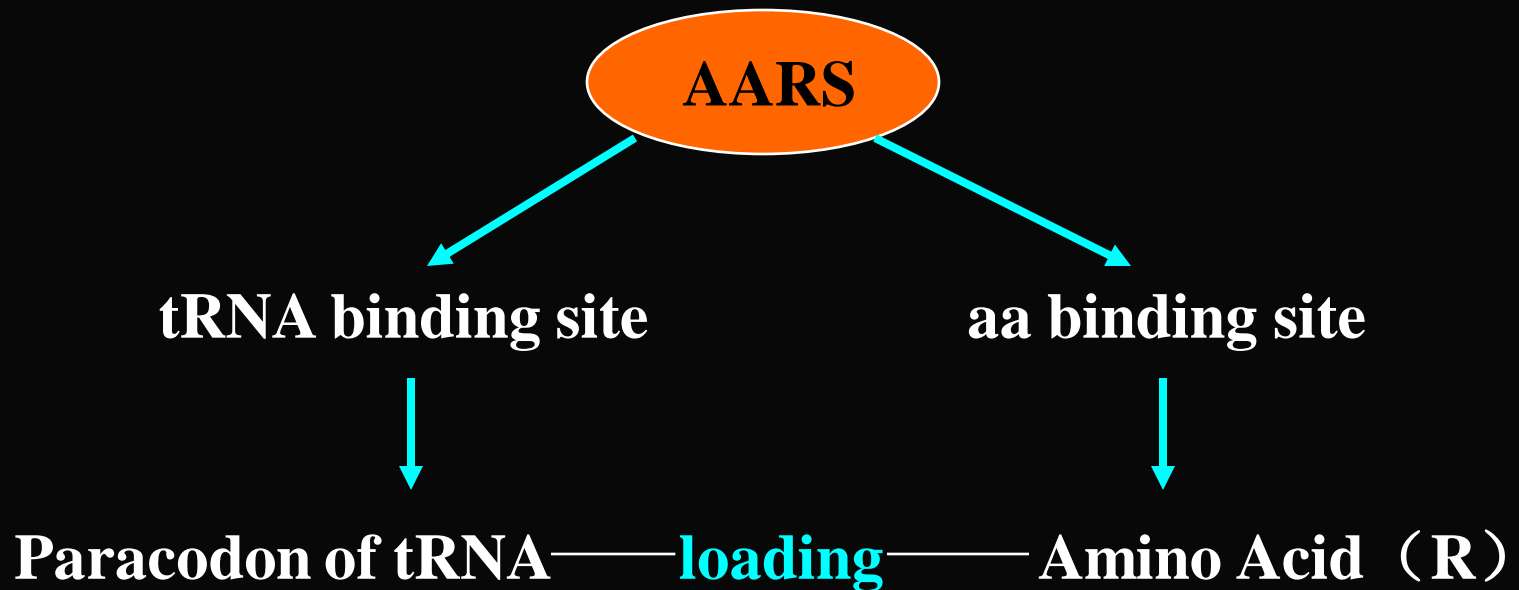 AARS
tRNA binding site
aa binding site
Paracodon of tRNA loading Amino Acid（R）